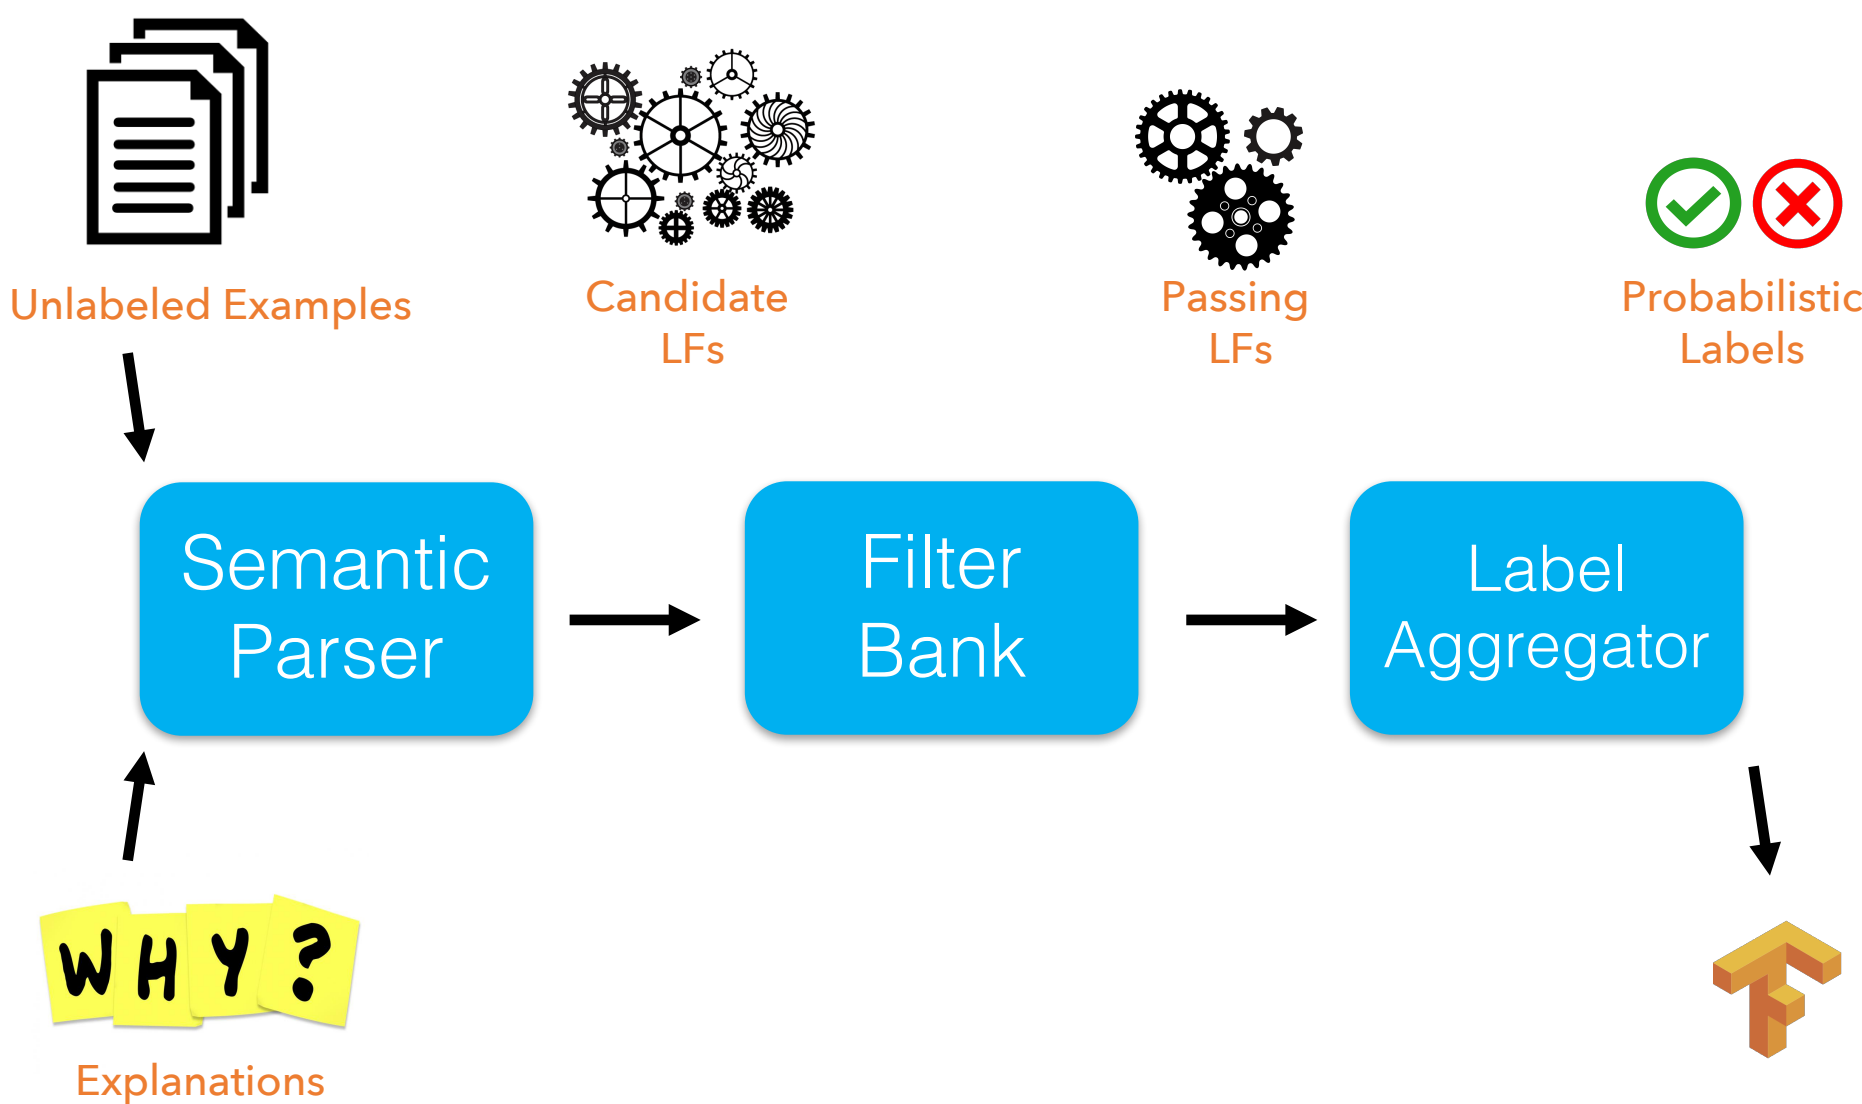 Unlabeled Examples
Candidate
LFs
Passing
LFs
Probabilistic
Labels
Semantic
Parser
Filter
Bank
Label
Aggregator
WHY?
Explanations